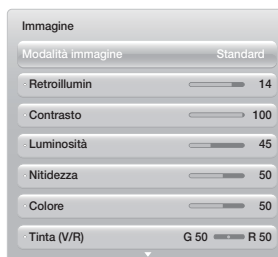 Immagine
Modalità immagine Standard
· Retroillumin 14
· Contrasto 100
· Luminosità 45
· Nitidezza 50
· Colore 50
· Tinta (V/R) G 50 R 50